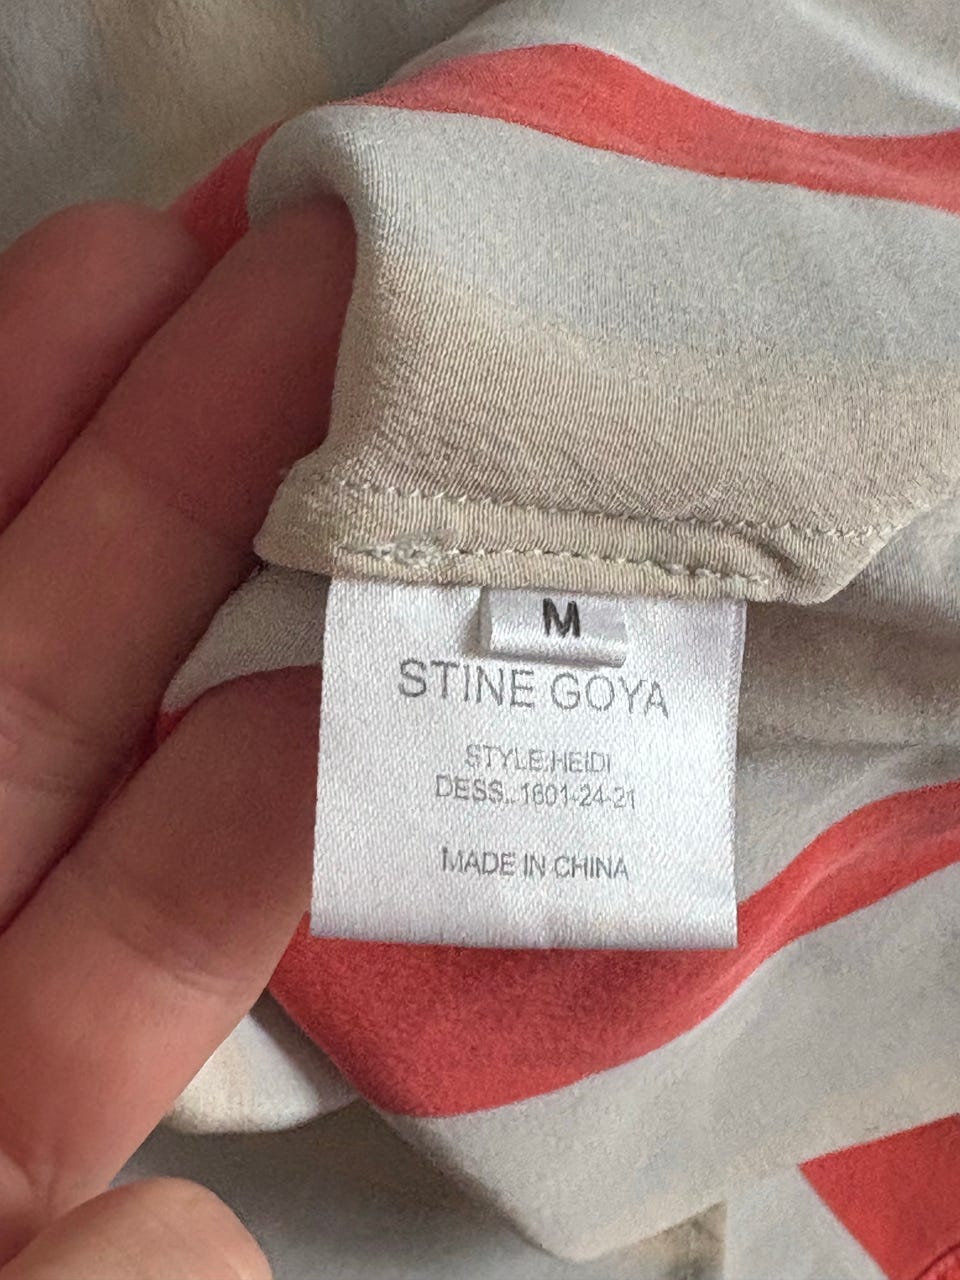 M
STINE GOYA
STYLE:HEIDI
DESS.:1601-24-21
MADE IN CHINA